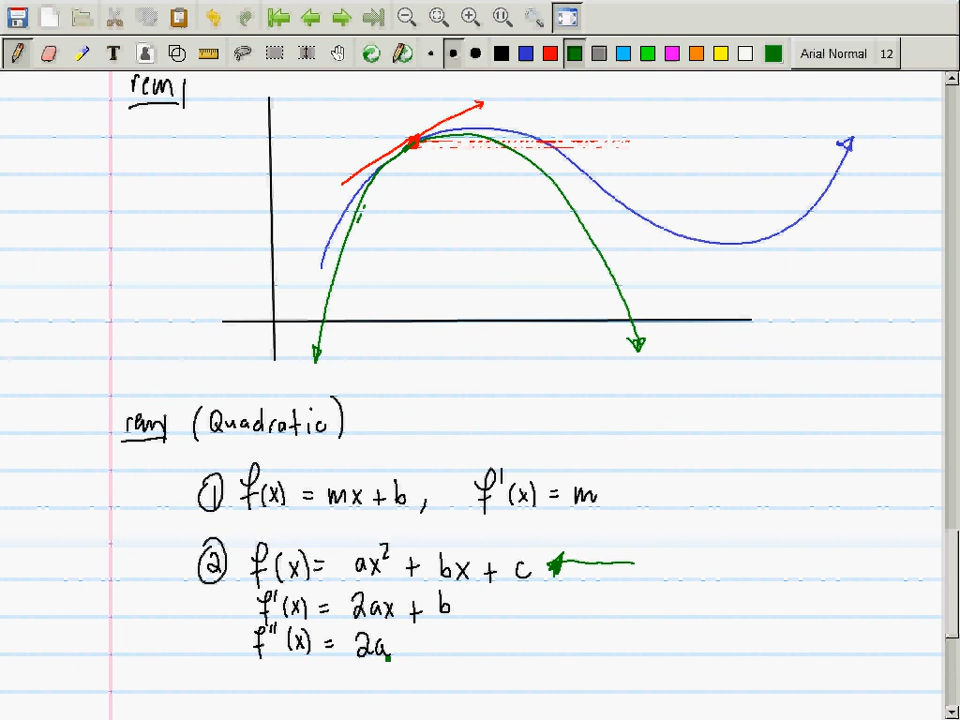 T
Arial Normal 12
rem
rem (Quadratic)
① f(x) = mx + b , f'(x) = m
② f(x) = ax² + bx + c
f'(x) = 2ax + b
f''(x) = 2a